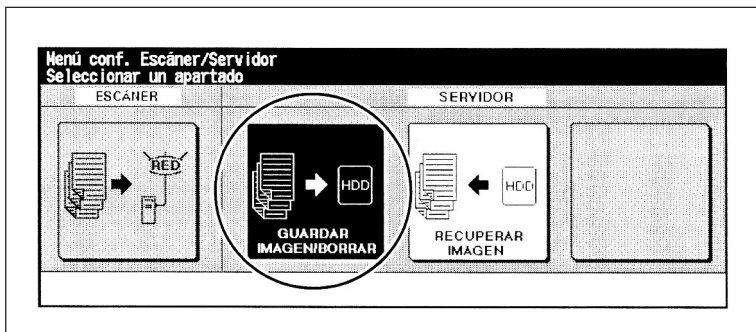 Menú conf. Escáner/Servidor
Seleccionar un apartado
ESCÁNER
SERVIDOR
RED
HDD
GUARDAR
IMAGEN/BORRAR
HDD
RECUPERAR
IMAGEN